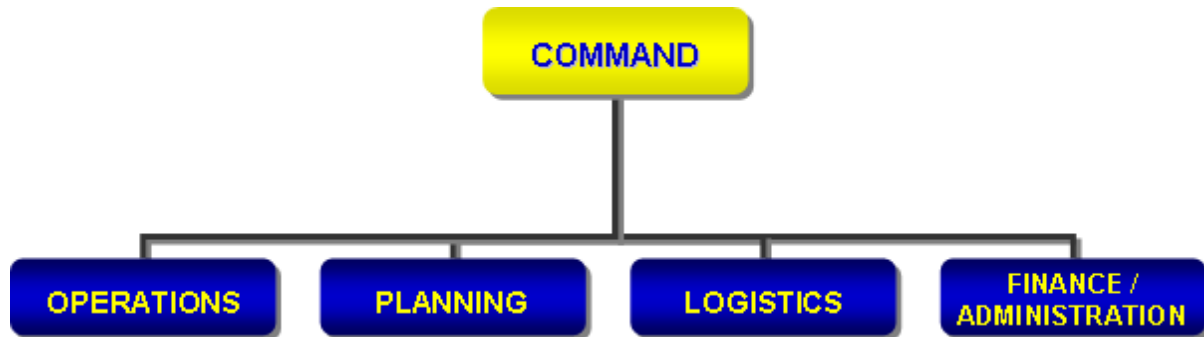 COMMAND
OPERATIONS
PLANNING
LOGISTICS
FINANCE /
ADMINISTRATION